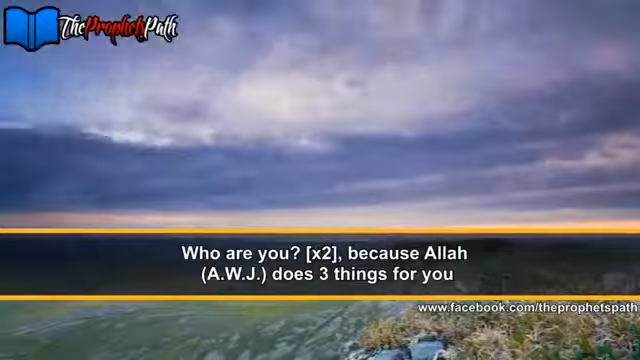 TheProphetsPath
Who are you? [x2], because Allah
(A.W.J.) does 3 things for you
www.facebook.com/theprophetspath